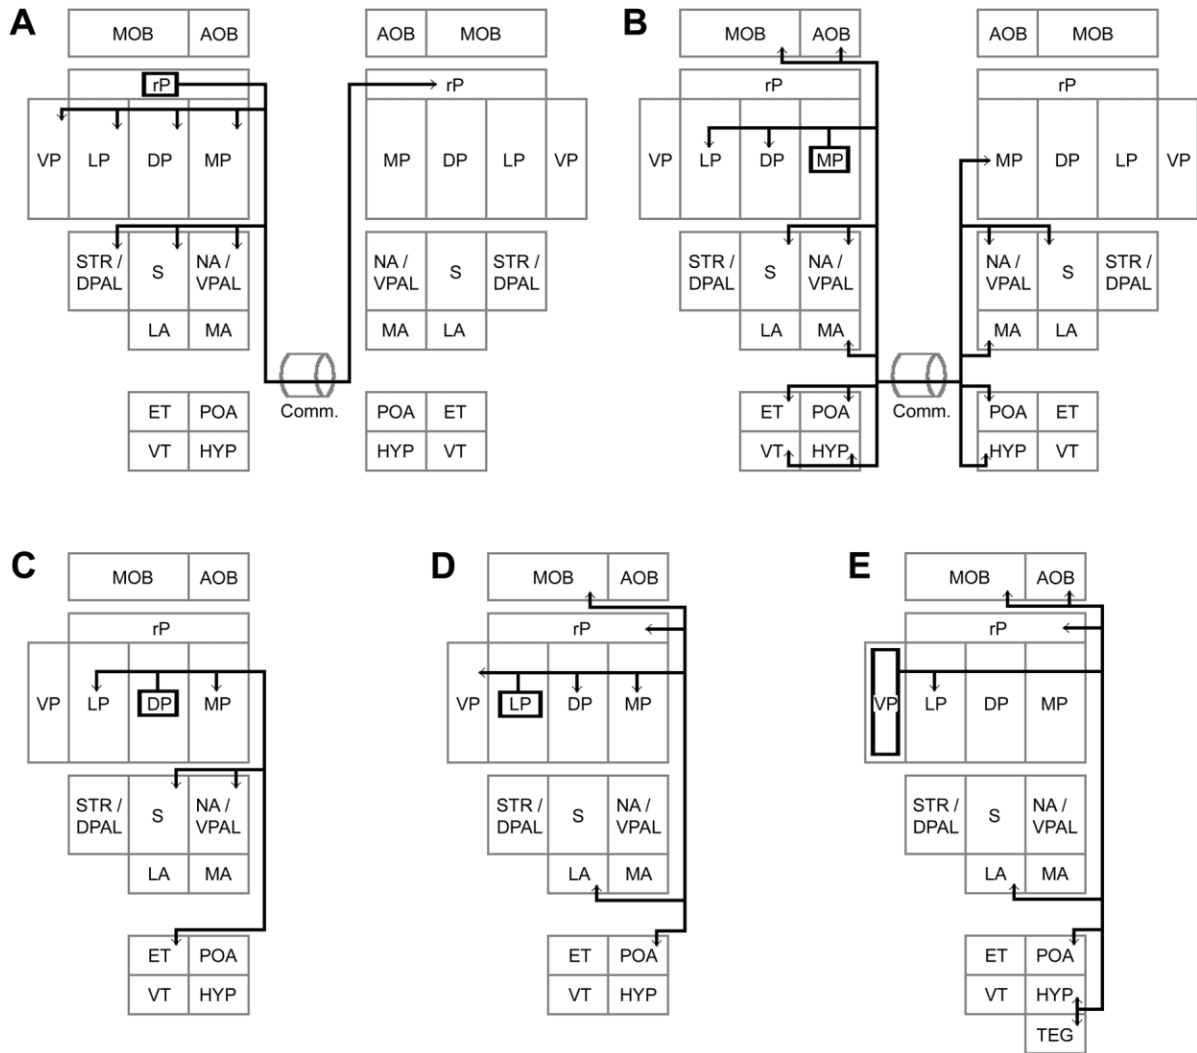 A
MOB AOB
AOB MOB
rP
rP
VP LP DP MP
MP DP LP VP
STR /
DPAL
S
NA /
VPAL
NA /
VPAL
S
STR /
DPAL
LA MA
MA LA
ET POA
Comm.
POA ET
VT HYP
HYP VT
B
MOB AOB
AOB MOB
rP
rP
VP LP DP MP
MP DP LP VP
STR /
DPAL
S
NA /
VPAL
NA /
VPAL
S
STR /
DPAL
LA MA
MA LA
ET POA
Comm.
POA ET
VT HYP
HYP VT
C
MOB AOB
rP
VP LP DP MP
STR /
DPAL
S
NA /
VPAL
LA MA
ET POA
VT HYP
D
MOB AOB
rP
VP LP DP MP
STR /
DPAL
S
NA /
VPAL
LA MA
ET POA
VT HYP
E
MOB AOB
rP
VP LP DP MP
STR /
DPAL
S
NA /
VPAL
LA MA
ET POA
VT HYP
TEG